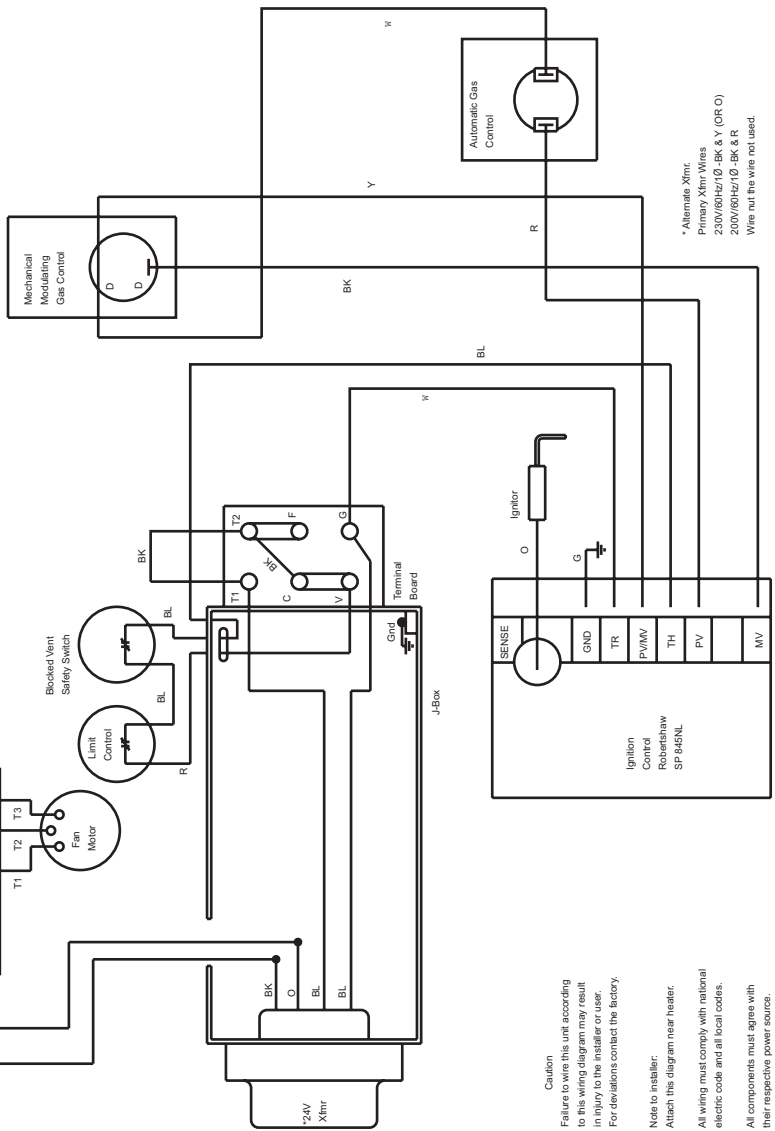 W
Automatic Gas
Control
Mechanical
Modulating
Gas Control
D
D
Y
R
BK
* Alternate Xfmr.
Primary Xfmr Wires
230V/60Hz/1Ø -BK & Y (OR O)
200V/60Hz/1Ø -BK & R
Wire nut the wire not used.
BL
W
BK
T2
F
G
BK
T1
C
V
Terminal
Board
Blocked Vent
Safety Switch
BL
BL
Limit
Control
R
Gnd
J-Box
T3
T2
T1
Fan
Motor
BK
O
BL
BL
*24V
Xfmr
Ignitor
O
G
SENSE
GND
TR
PV/MV
TH
PV
MV
Ignition
Control
Robertshaw
SP 845NL
Caution
Failure to wire this unit according
to this wiring diagram may result
in injury to the installer or user.
For deviations contact the factory.
Note to installer:
Attach this diagram near heater.
All wiring must comply with national
electric code and all local codes.
All components must agree with
their respective power source.